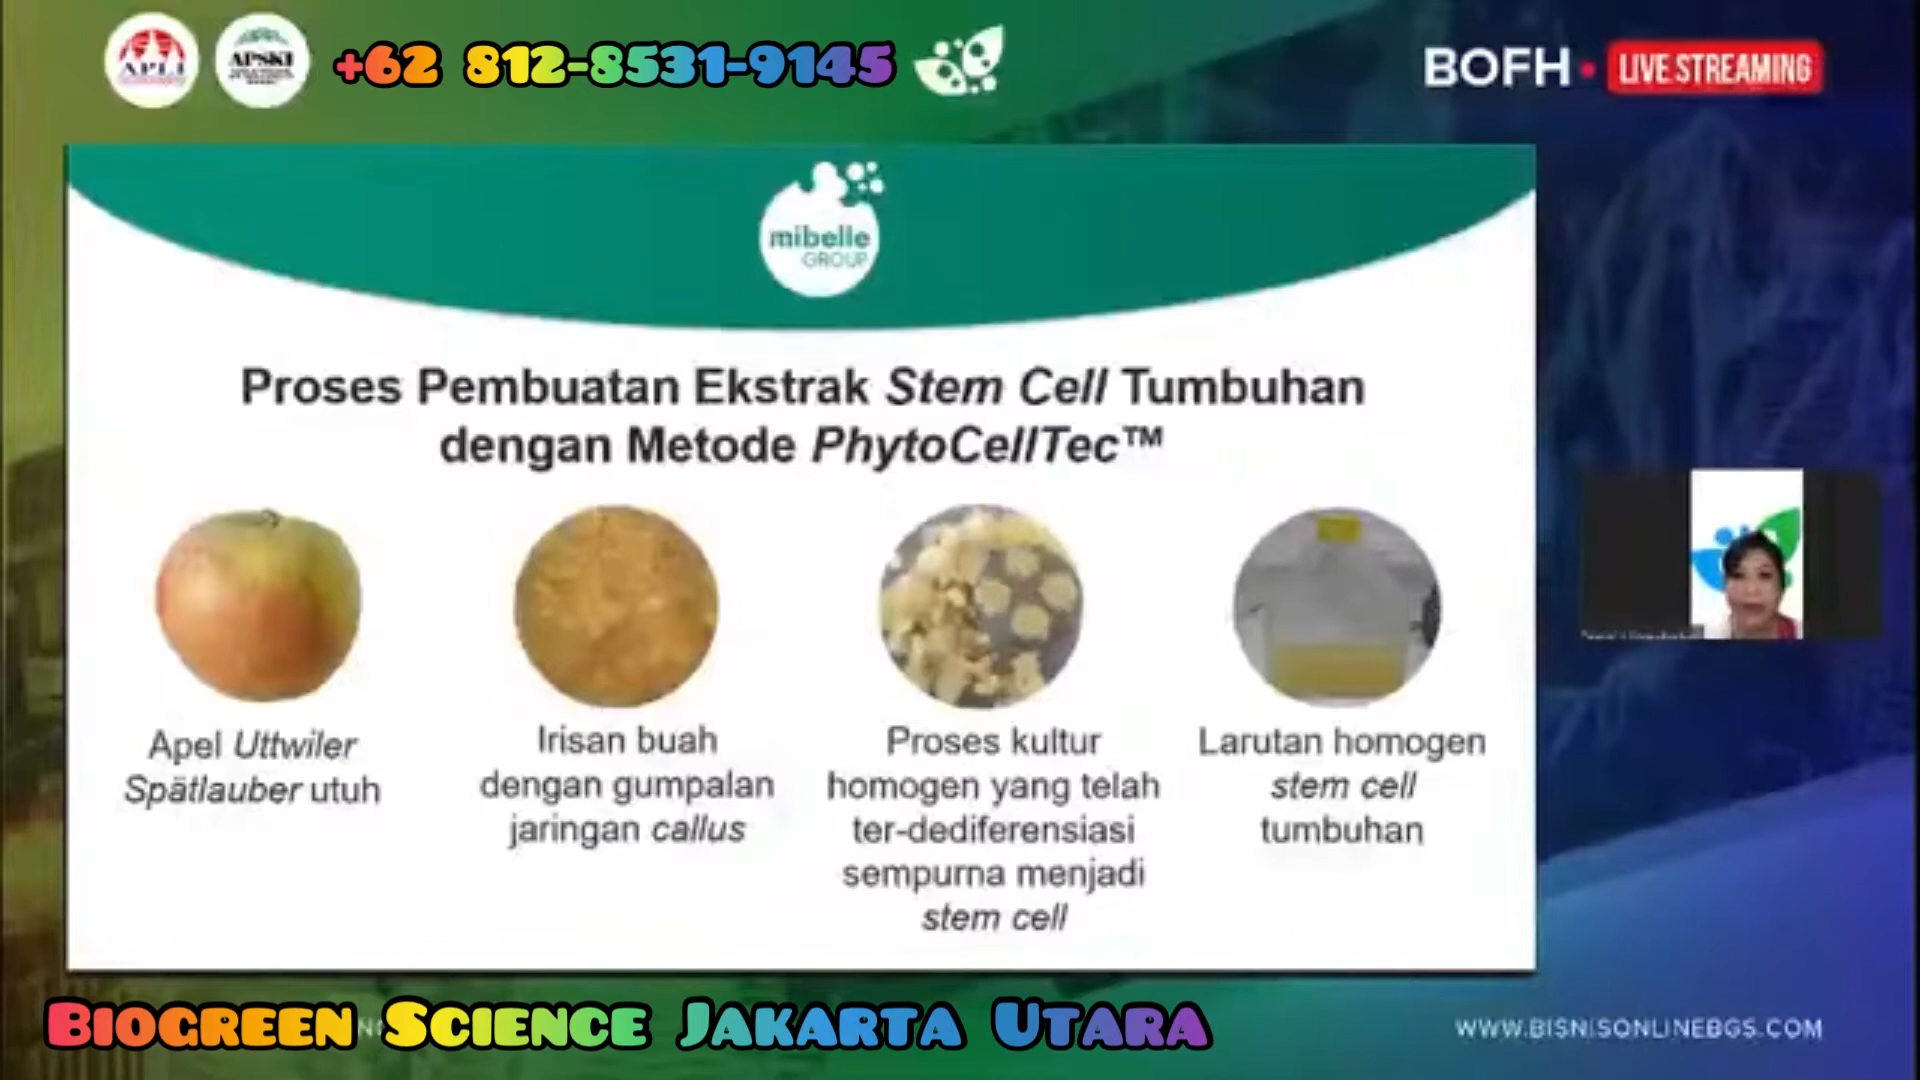 APLI
APSKI
+62 812-8531-9145
BOFH • LIVE STREAMING
mibelle
GROUP
Proses Pembuatan Ekstrak Stem Cell Tumbuhan
dengan Metode PhytoCellTec™
Apel Uttwiler
Spätlauber utuh
Irisan buah
dengan gumpalan
jaringan callus
Proses kultur
homogen yang telah
ter-dediferensiasi
sempurna menjadi
stem cell
Larutan homogen
stem cell
tumbuhan
Biogreen Science Jakarta Utara
WWW.BISNISONLINEBGS.COM